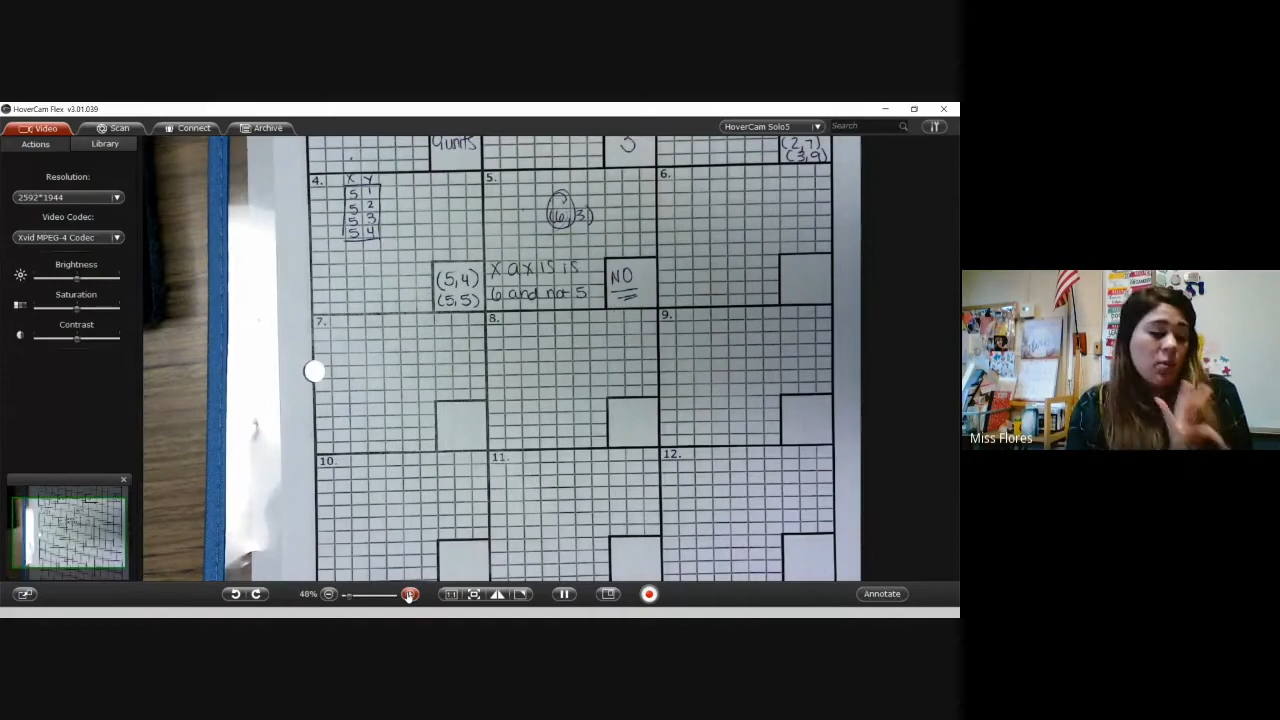 HoverCam Flex v3.01.039
Video
Scan
Connect
Archive
HoverCam Solo5
Search
Actions
Library
Resolution:
2592*1944
Video Codec:
Xvid MPEG-4 Codec
Brightness
Saturation
Contrast
4units
3
(2,7)
(3,9)
4.
X Y
5 1
5 2
5 3
5 4
(5,4)
(5,5)
5.
(6,3)
X axis is
6 and not 5
NO
6.
7.
8.
9.
10.
11.
12.
48%
1:1
Annotate
Miss Flores